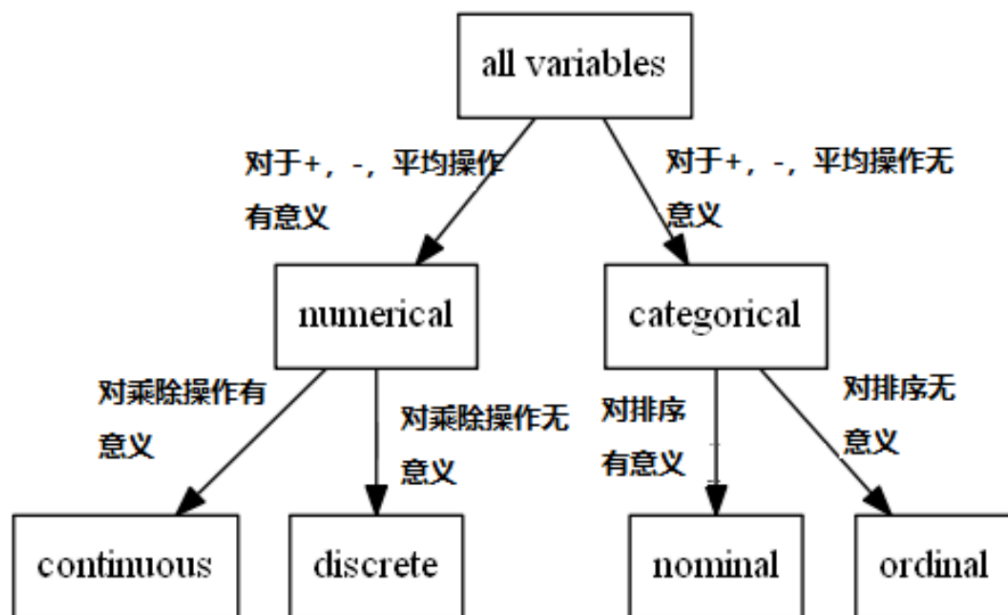 all variables
对于+，-，平均操作
有意义
对于+，-，平均操作无
意义
numerical
categorical
对乘除操作有
意义
对乘除操作无
意义
对排序
有意义
对排序无
意义
continuous
discrete
nominal
ordinal